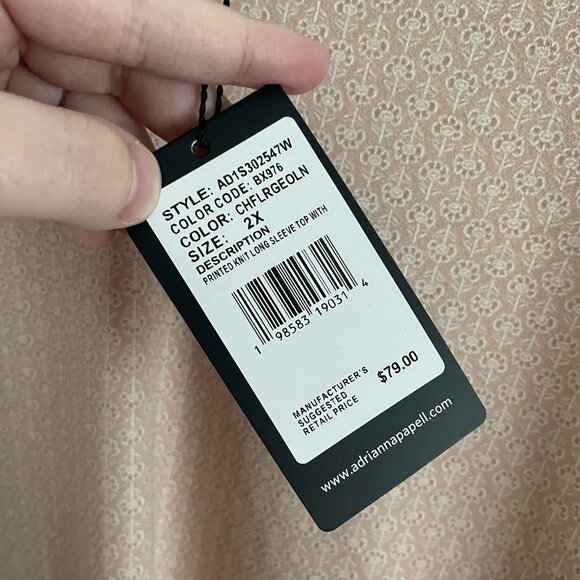 STYLE: AD1S302547W
COLOR CODE: BX976
COLOR: CHFLRGEOLN
SIZE: 2X
DESCRIPTION
PRINTED KNIT LONG SLEEVE TOP WITH
1 98583 19031 4
MANUFACTURER'S
SUGGESTED
RETAIL PRICE
$79.00
www.adriannapapell.com